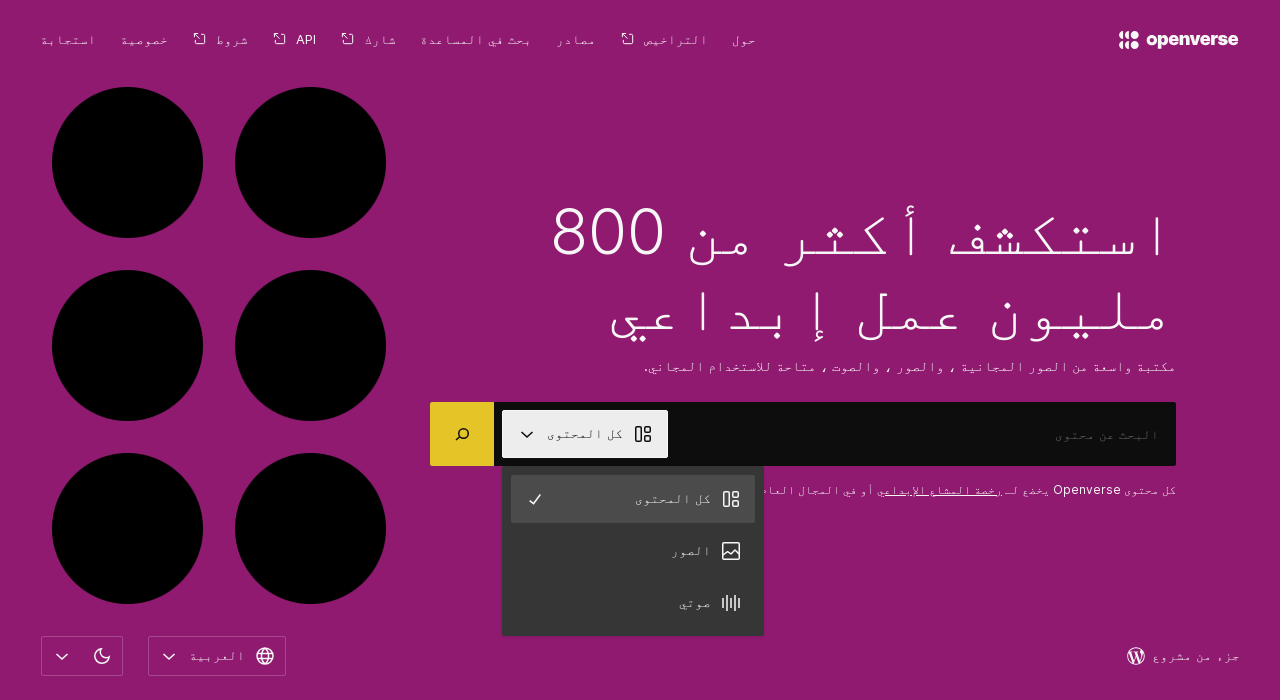 openverse
حول
التراخيص
مصادر
بحث في المساعدة
شارك
API
شروط
خصوصية
استجابة
استكشف أكثر من 800
مليون عمل إبداعي
مكتبة واسعة من الصور المجانية ، والصور ، والصوت ، متاحة للاستخدام المجاني.
البحث عن محتوى
كل المحتوى
كل محتوى Openverse يخضع لـ رخصة المشاع الإبداعي أو في المجال العام
كل المحتوى
الصور
صوتي
جزء من مشروع
العربية